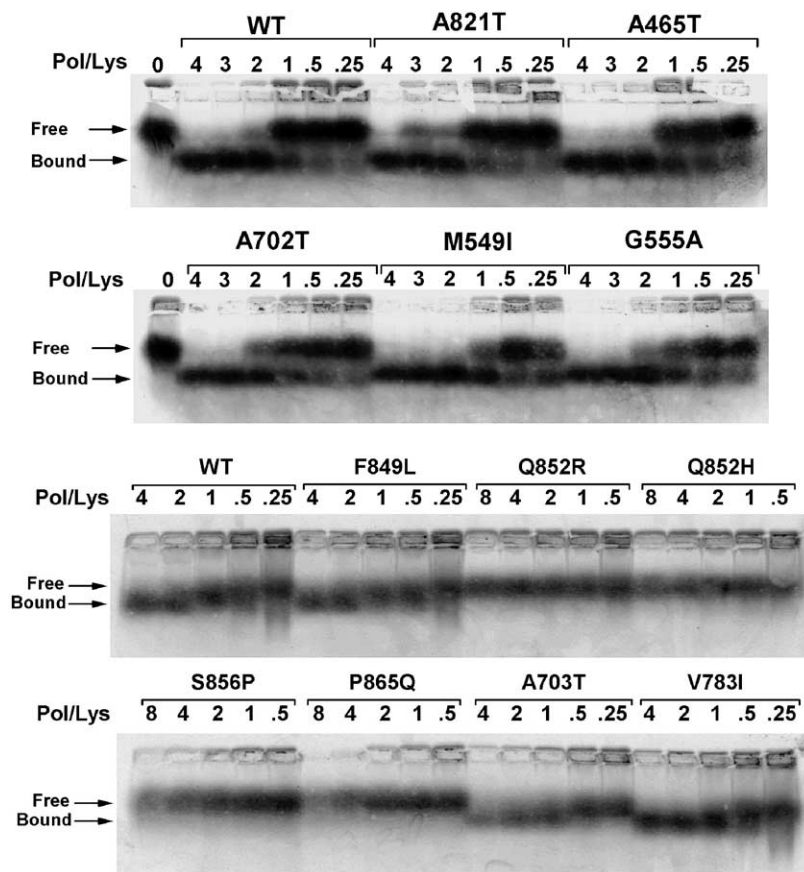 WT A821T A465T
Pol/Lys 0 4 3 2 1 .5 .25 4 3 2 1 .5 .25 4 3 2 1 .5 .25
Free
Bound
A702T M549I G555A
Pol/Lys 0 4 3 2 1 .5 .25 4 3 2 1 .5 .25 4 3 2 1 .5 .25
Free
Bound
WT F849L Q852R Q852H
Pol/Lys 4 2 1 .5 .25 4 2 1 .5 .25 8 4 2 1 .5 8 4 2 1 .5
Free
Bound
S856P P865Q A703T V783I
Pol/Lys 8 4 2 1 .5 8 4 2 1 .5 4 2 1 .5 .25 4 2 1 .5 .25
Free
Bound